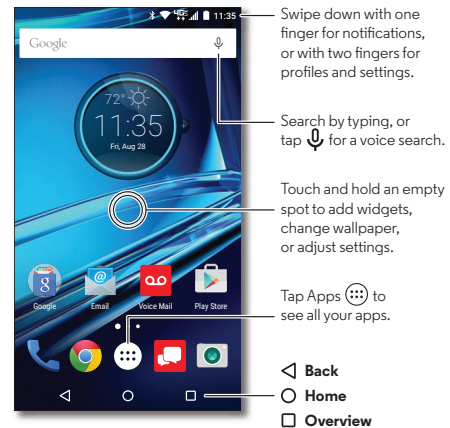 4G 11:35
Google
72°
11:35
Fri, Aug 28
8
@
Google Email Voice Mail Play Store
Swipe down with one
finger for notifications,
or with two fingers for
profiles and settings.
Search by typing, or
tap for a voice search.
Touch and hold an empty
spot to add widgets,
change wallpaper,
or adjust settings.
Tap Apps to
see all your apps.
Back
Home
Overview